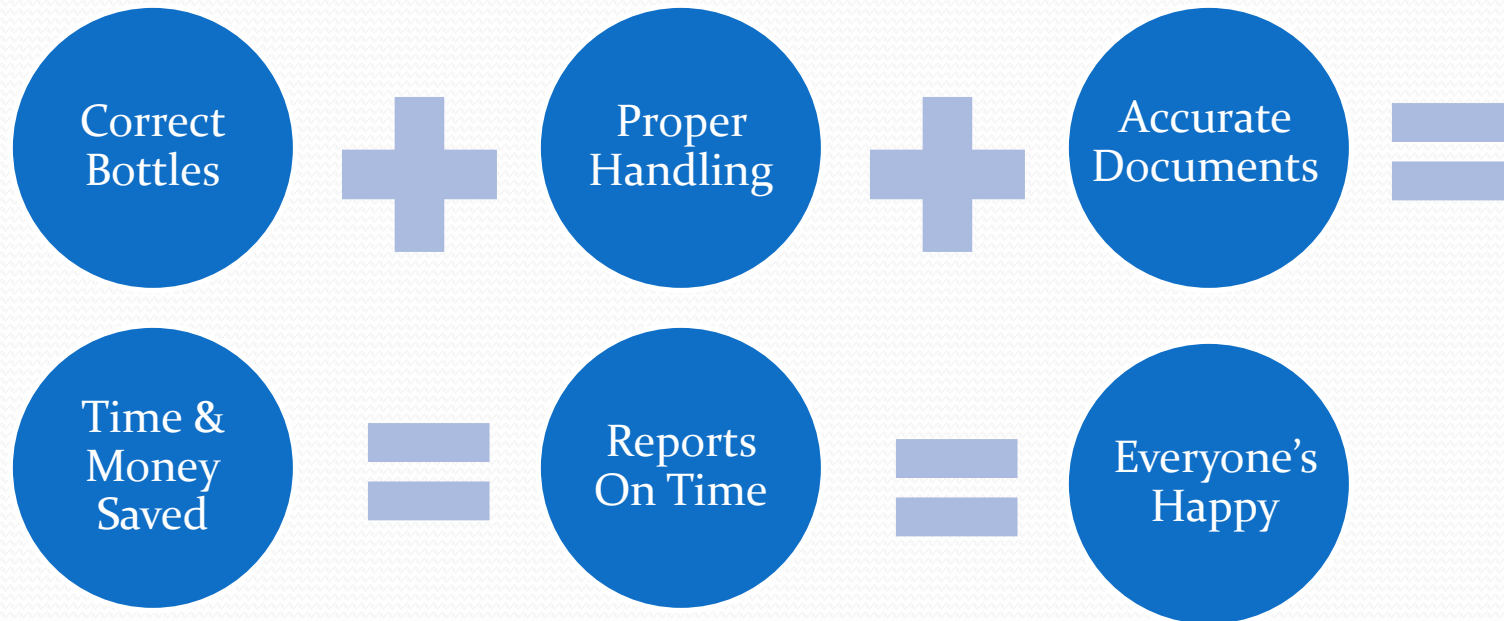 Correct
Bottles
Proper
Handling
Accurate
Documents
Time &
Money
Saved
Reports
On Time
Everyone’s
Happy